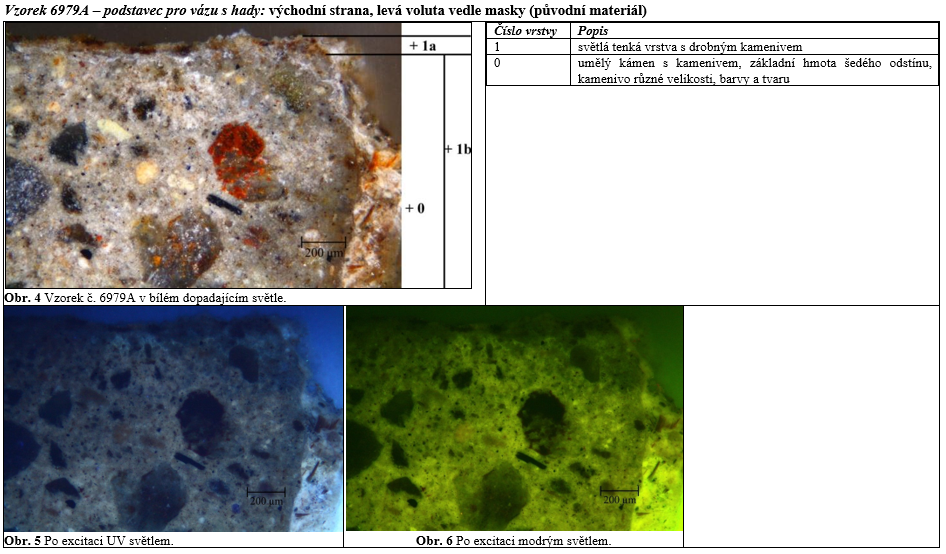 Vzorek 6979A – podstavec pro vázu s hady: východní strana, levá voluta vedle masky (původní materiál)
+ 1a
+ 1b
+ 0
200 µm
Obr. 4 Vzorek č. 6979A v bílém dopadajícím světle.
Číslo vrstvy Popis
1 světlá tenká vrstva s drobným kamenivem
0 umělý kámen s kamenivem, základní hmota šedého odstínu,
kamenivo různé velikosti, barvy a tvaru
200 µm
200 µm
Obr. 5 Po excitaci UV světlem.
Obr. 6 Po excitaci modrým světlem.